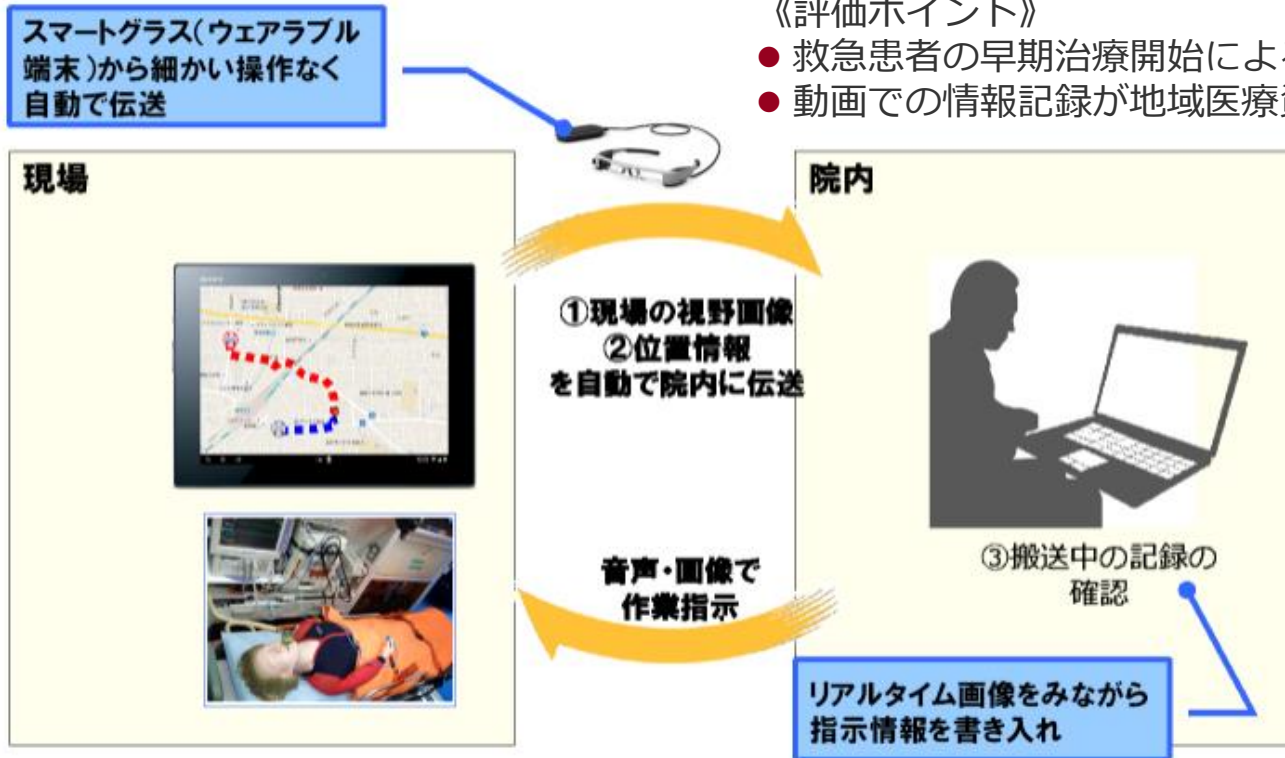 スマートグラス(ウェアラブル
端末)から細かい操作なく
自動で伝送
《評価ポイント》
● 救急患者の早期治療開始によ
● 動画での情報記録が地域医療
現場
院内
①現場の視野画像
②位置情報
を自動で院内に伝送
音声・画像で
作業指示
③搬送中の記録の
確認
リアルタイム画像をみながら
指示情報を書き入れ